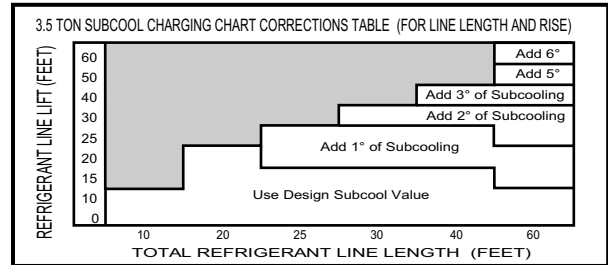 3.5 TON SUBCOOL CHARGING CHART CORRECTIONS TABLE (FOR LINE LENGTH AND RISE)
REFRIGERANT LINE LIFT (FEET)
60
50
40
30
25
20
15
10
0
Add 6°
Add 5°
Add 3° of Subcooling
Add 2° of Subcooling
Add 1° of Subcooling
Use Design Subcool Value
10 20 25 30 40 60
TOTAL REFRIGERANT LINE LENGTH (FEET)